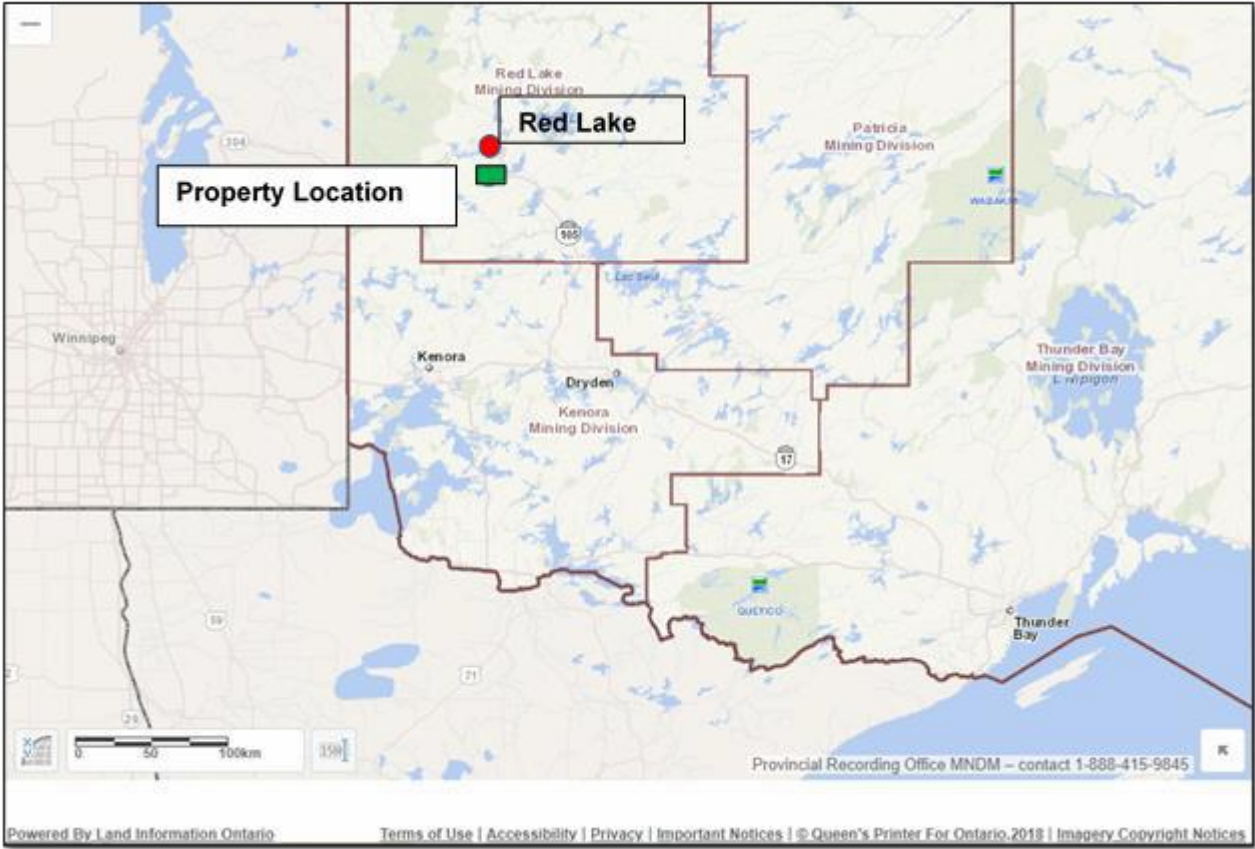 Red Lake
Mining Division
Red Lake
304
Patricia
Mining Division
Property Location
105
Lac Seul
Winnipeg
Kenora
Thunder Bay
Mining Division
L Nipigon
Dryden
Kenora
Mining Division
17
QUETICO
59
Thunder
Bay
71
29
0 50 100km
Provincial Recording Office MNDM – contact 1-888-415-9845
Powered By Land Information Ontario
Terms of Use | Accessibility | Privacy | Important Notices | © Queen's Printer For Ontario,2018 | Imagery Copyright Notices